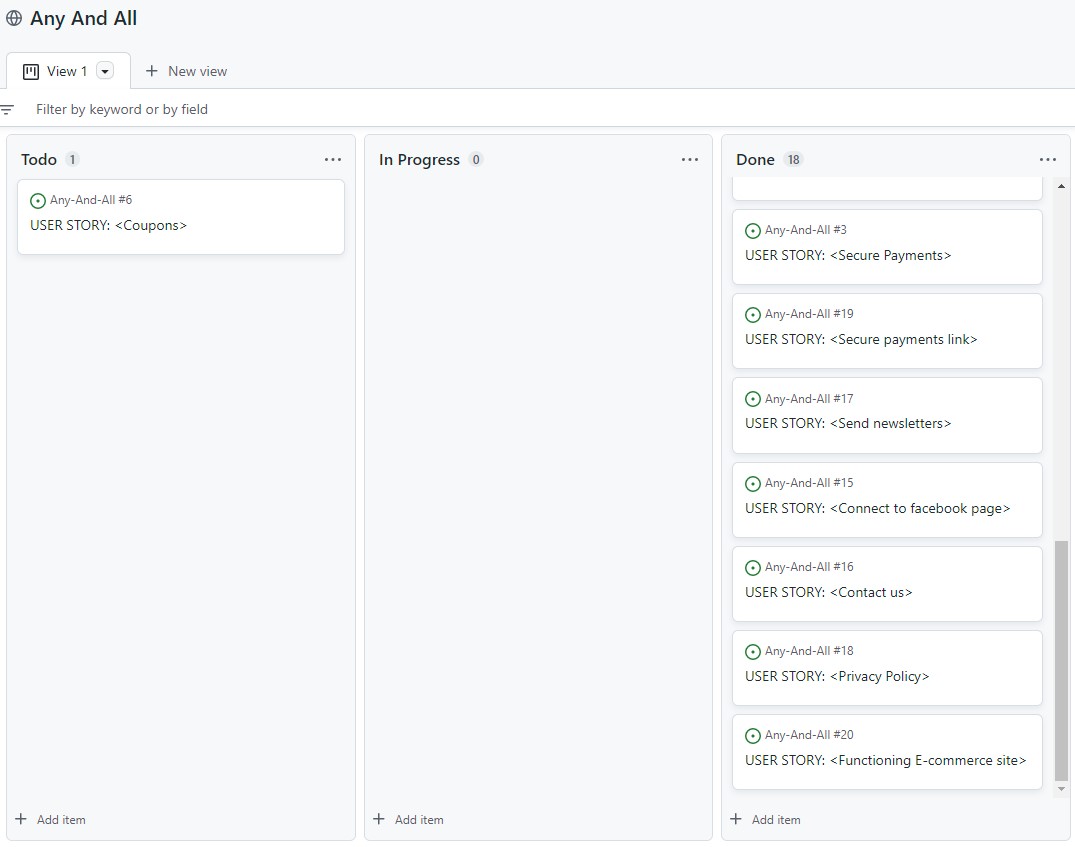 Any And All
View 1
New view
Filter by keyword or by field
Todo 1
Any-And-All #6
USER STORY: <Coupons>
Add item
In Progress 0
Add item
Done 18
Any-And-All #3
USER STORY: <Secure Payments>
Any-And-All #19
USER STORY: <Secure payments link>
Any-And-All #17
USER STORY: <Send newsletters>
Any-And-All #15
USER STORY: <Connect to facebook page>
Any-And-All #16
USER STORY: <Contact us>
Any-And-All #18
USER STORY: <Privacy Policy>
Any-And-All #20
USER STORY: <Functioning E-commerce site>
Add item